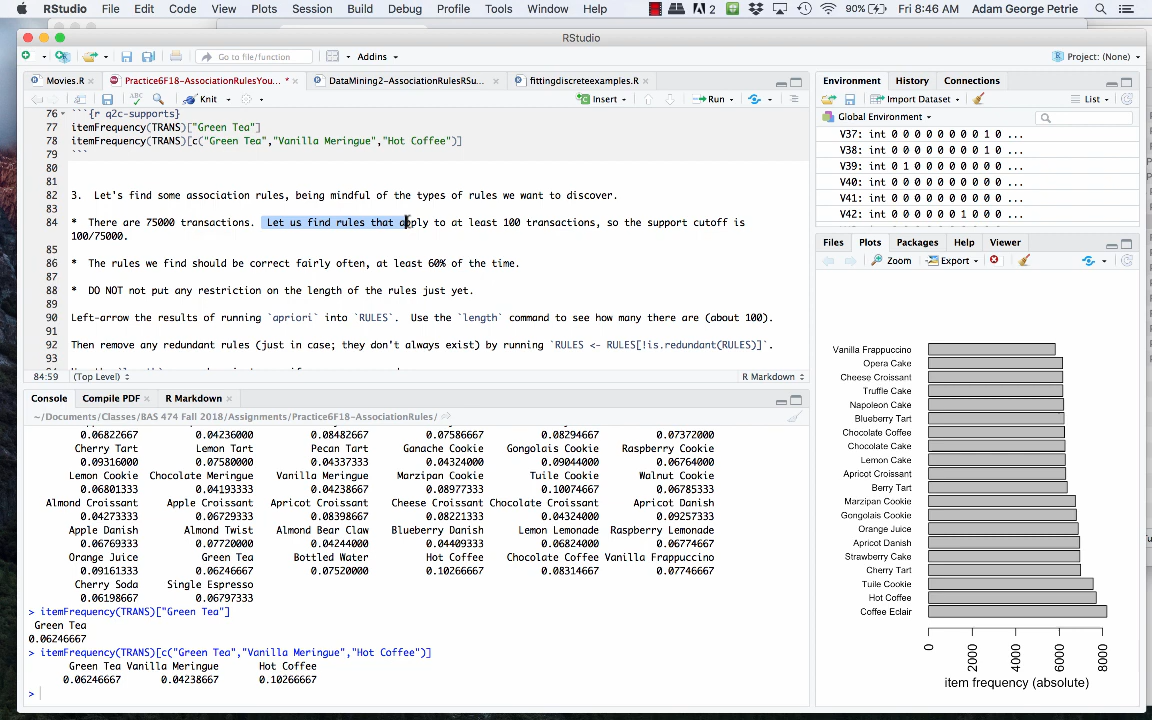 RStudio File Edit Code View Plots Session Build Debug Profile Tools Window Help 2 90% Fri 8:46 AM Adam George Petrie
RStudio
Go to file/function Addins Project: (None)
Movies.R Practice6F18-AssociationRulesYou... * DataMining2-AssociationRulesRSu... fittingdiscreteexamples.R
Knit Insert Run
76 ```{r q2c-supports}
77 itemFrequency(TRANS)["Green Tea"]
78 itemFrequency(TRANS)[c("Green Tea","Vanilla Meringue","Hot Coffee")]
79 ```
80
81
82 3. Let's find some association rules, being mindful of the types of rules we want to discover.
83
84 * There are 75000 transactions. Let us find rules that apply to at least 100 transactions, so the support cutoff is
100/75000.
85
86 * The rules we find should be correct fairly often, at least 60% of the time.
87
88 * DO NOT not put any restriction on the length of the rules just yet.
89
90 Left-arrow the results of running `apriori` into `RULES`. Use the `length` command to see how many there are (about 100).
91
92 Then remove any redundant rules (just in case; they don't always exist) by running `RULES <- RULES[!is.redundant(RULES)]`.
93
84:59 (Top Level) R Markdown
Console Compile PDF R Markdown
~/Documents/Classes/BAS 474 Fall 2018/Assignments/Practice6F18-AssociationRules/
0.06822667 0.04236000 0.08482667 0.07586667 0.08294667 0.07372000
Cherry Tart Lemon Tart Pecan Tart Ganache Cookie Gongolais Cookie Raspberry Cookie
0.09316000 0.07580000 0.04337333 0.04324000 0.09044000 0.06764000
Lemon Cookie Chocolate Meringue Vanilla Meringue Marzipan Cookie Tuile Cookie Walnut Cookie
0.06801333 0.04193333 0.04238667 0.08977333 0.10074667 0.06785333
Almond Croissant Apple Croissant Apricot Croissant Cheese Croissant Chocolate Croissant Apricot Danish
0.04273333 0.06729333 0.08398667 0.08221333 0.04324000 0.09257333
Apple Danish Almond Twist Almond Bear Claw Blueberry Danish Lemon Lemonade Raspberry Lemonade
0.06769333 0.07720000 0.04244000 0.04409333 0.06824000 0.06774667
Orange Juice Green Tea Bottled Water Hot Coffee Chocolate Coffee Vanilla Frappuccino
0.09161333 0.06246667 0.07520000 0.10266667 0.08314667 0.07746667
Cherry Soda Single Espresso
0.06198667 0.06797333
> itemFrequency(TRANS)["Green Tea"]
Green Tea
0.06246667
> itemFrequency(TRANS)[c("Green Tea","Vanilla Meringue","Hot Coffee")]
Green Tea Vanilla Meringue Hot Coffee
0.06246667 0.04238667 0.10266667
>
Environment History Connections
Import Dataset List
Global Environment
V37: int 0 0 0 0 0 0 0 0 1 0 ...
V38: int 0 0 0 0 0 0 0 0 1 0 ...
V39: int 0 1 0 0 0 0 0 0 0 0 ...
V40: int 0 0 0 0 0 0 0 0 0 0 ...
V41: int 0 0 0 0 0 0 0 0 0 0 ...
V42: int 0 0 0 0 0 0 1 0 0 0 ...
Files Plots Packages Help Viewer
Zoom Export
Vanilla Frappuccino
Opera Cake
Cheese Croissant
Truffle Cake
Napoleon Cake
Blueberry Tart
Chocolate Coffee
Chocolate Cake
Lemon Cake
Apricot Croissant
Berry Tart
Marzipan Cookie
Gongolais Cookie
Orange Juice
Apricot Danish
Strawberry Cake
Cherry Tart
Tuile Cookie
Hot Coffee
Coffee Eclair
0 2000 4000 6000 8000
item frequency (absolute)